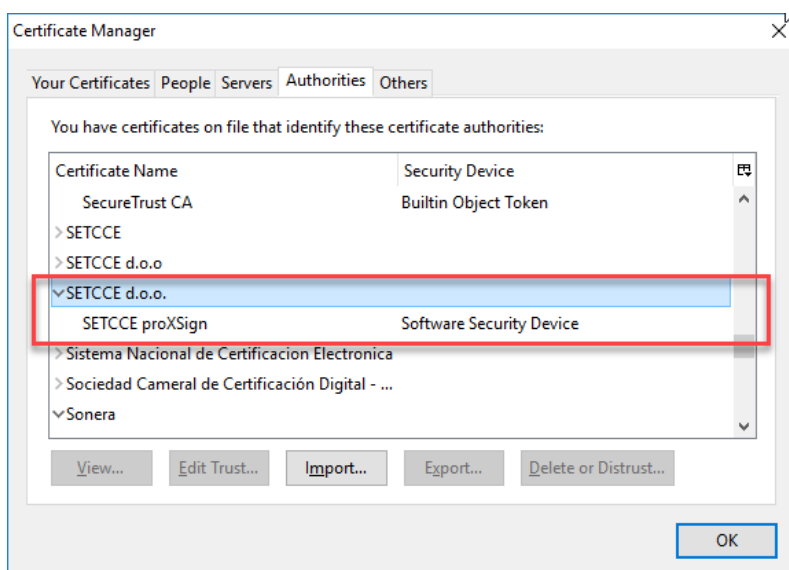 Certificate Manager
Your Certificates People Servers Authorities Others
You have certificates on file that identify these certificate authorities:
Certificate Name Security Device
SecureTrust CA Builtin Object Token
SETCCE
SETCCE d.o.o
SETCCE d.o.o.
SETCCE proXSign Software Security Device
Sistema Nacional de Certificacion Electronica
Sociedad Cameral de Certificación Digital - ...
Sonera
View... Edit Trust... Import... Export... Delete or Distrust...
OK